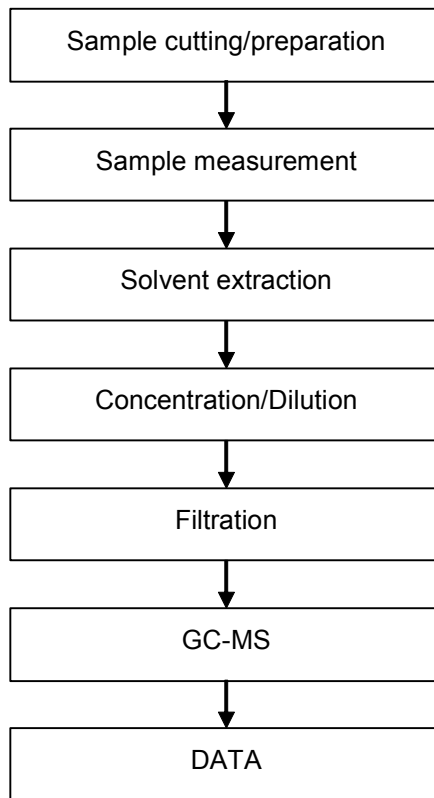 Sample cutting/preparation
Sample measurement
Solvent extraction
Concentration/Dilution
Filtration
GC-MS
DATA